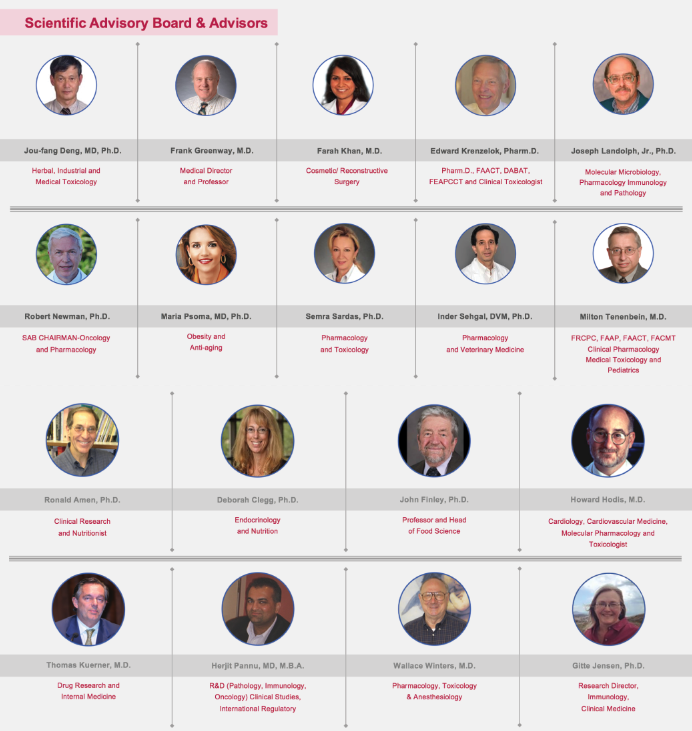 Scientific Advisory Board & Advisors
Jou-fang Deng, MD, Ph.D.
Herbal, Industrial and
Medical Toxicology
Frank Greenway, M.D.
Medical Director
and Professor
Farah Khan, M.D.
Cosmetic/ Reconstructive
Surgery
Edward Krenzelok, Pharm.D.
Pharm.D., FAACT, DABAT,
FEAPCCT and Clinical Toxicologist
Joseph Landolph, Jr., Ph.D.
Molecular Microbiology,
Pharmacology Immunology
and Pathology
Robert Newman, Ph.D.
SAB CHAIRMAN-Oncology
and Pharmacology
Maria Psoma, MD, Ph.D.
Obesity and
Anti-aging
Semra Sardas, Ph.D.
Pharmacology
and Toxicology
Inder Sehgal, DVM, Ph.D.
Pharmacology
and Veterinary Medicine
Milton Tenenbein, M.D.
FRCPC, FAAP, FAACT, FACMT
Clinical Pharmacology
Medical Toxicology and
Pediatrics
Ronald Amen, Ph.D.
Clinical Research
and Nutritionist
Deborah Clegg, Ph.D.
Endocrinology
and Nutrition
John Finley, Ph.D.
Professor and Head
of Food Science
Howard Hodis, M.D.
Cardiology, Cardiovascular Medicine,
Molecular Pharmacology and
Toxicologist
Thomas Kuerner, M.D.
Drug Research and
Internal Medicine
Herjit Pannu, MD, M.B.A.
R&D (Pathology, Immunology,
Oncology) Clinical Studies,
International Regulatory
Wallace Winters, M.D.
Pharmacology, Toxicology
& Anesthesiology
Gitte Jensen, Ph.D.
Research Director,
Immunology,
Clinical Medicine